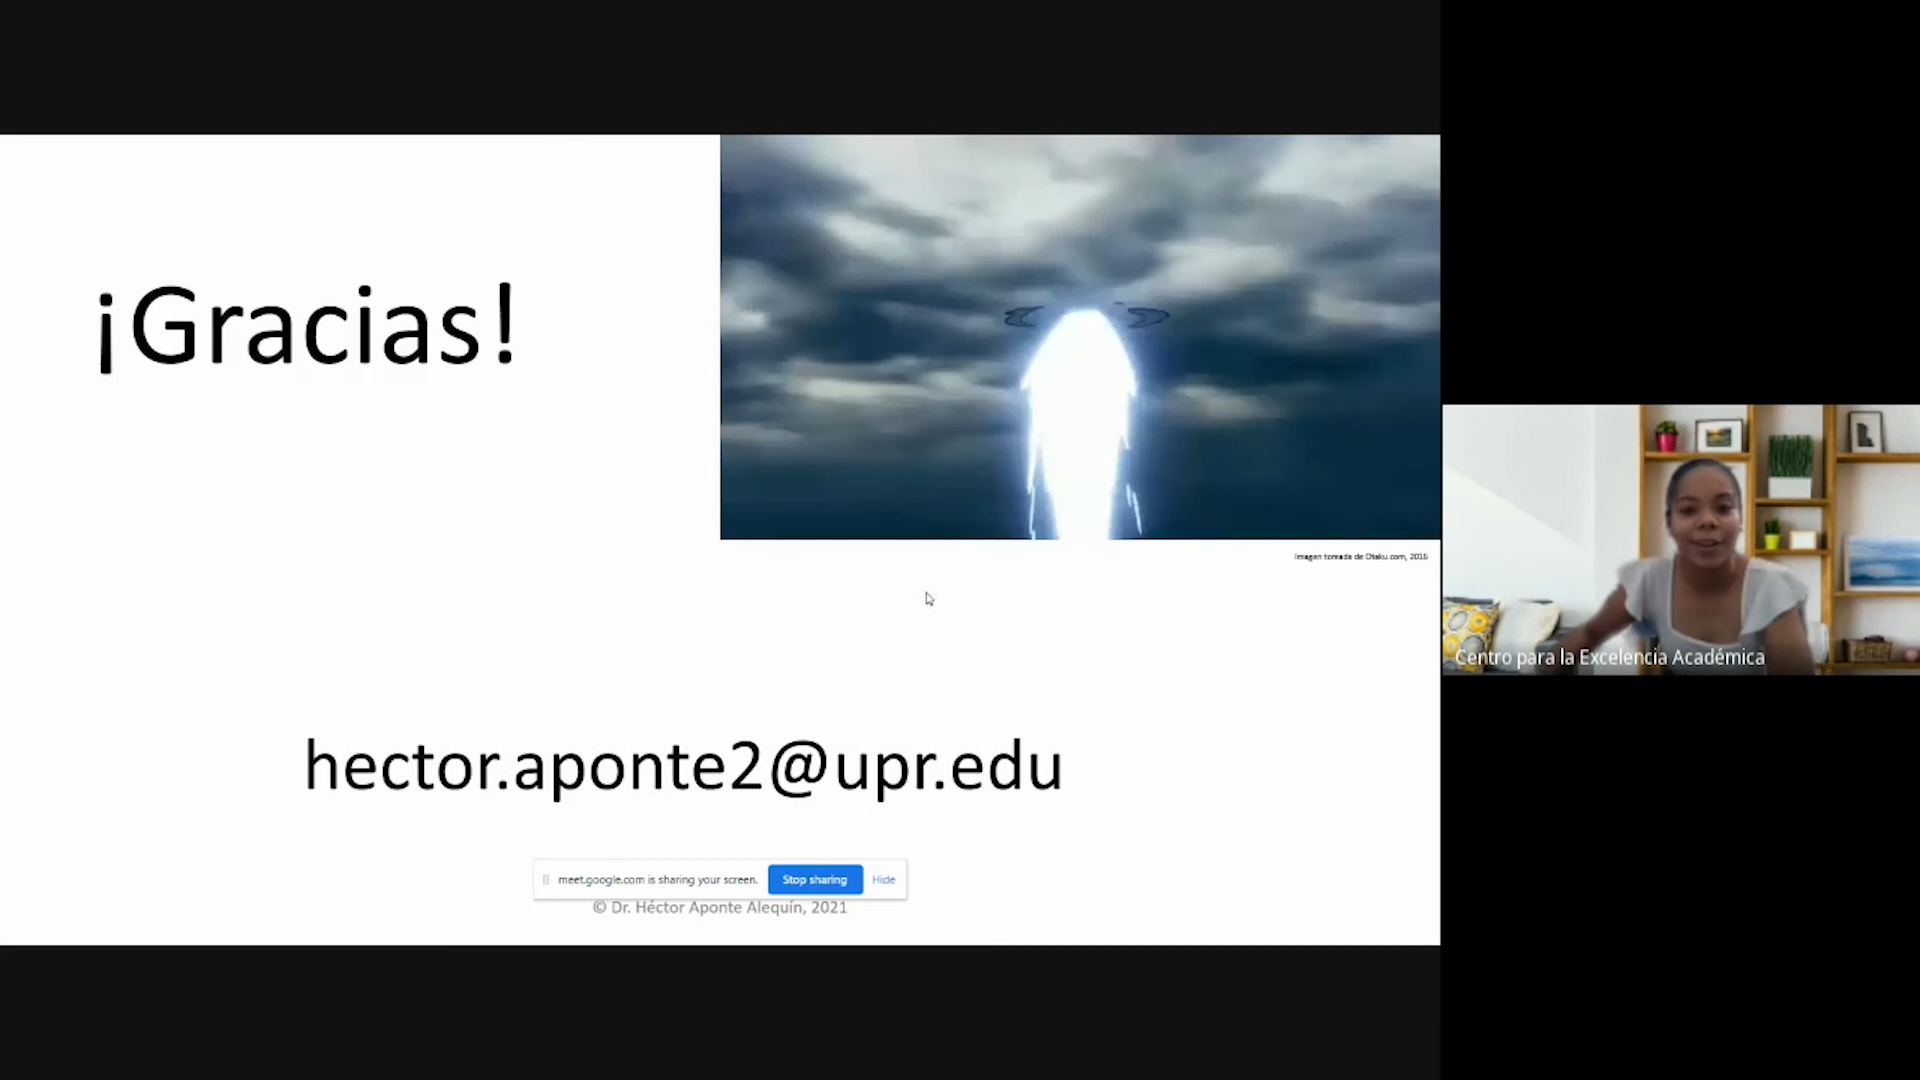 ¡Gracias!
Imagen tomada de Otaku.com, 2016
hector.aponte2@upr.edu
meet.google.com is sharing your screen.
Stop sharing
Hide
© Dr. Héctor Aponte Alequín, 2021
Centro para la Excelencia Académica